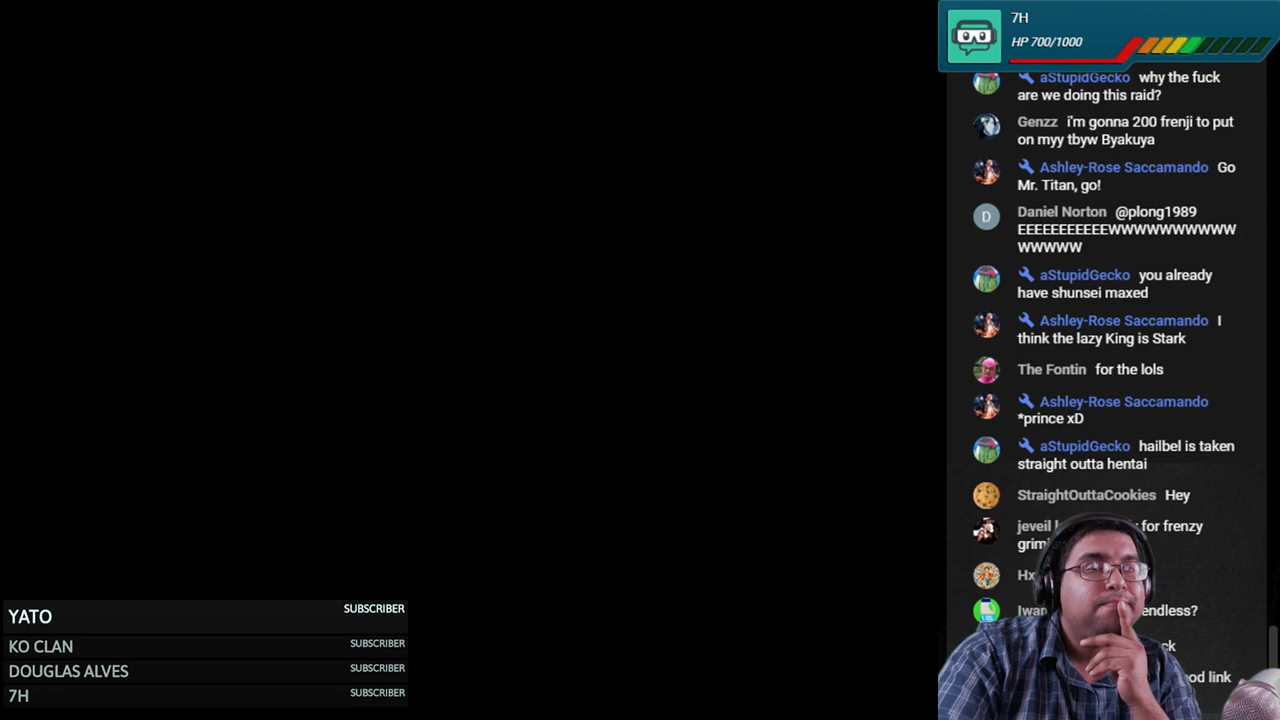 7H
HP 700/1000
aStupidGecko why the fuck
are we doing this raid?
Genzz i'm gonna 200 frenji to put
on myy tbyw Byakuya
Ashley-Rose Saccamando Go
Mr. Titan, go!
D
Daniel Norton @plong1989
EEEEEEEEEEEWWWWWWWWWW
WWWWW
aStupidGecko you already
have shunsei maxed
Ashley-Rose Saccamando I
think the lazy King is Stark
The Fontin for the lols
Ashley-Rose Saccamando
*prince xD
aStupidGecko hailbel is taken
straight outta hentai
StraightOuttaCookies Hey
jeveil for frenzy
endless?
YATO SUBSCRIBER
KO CLAN SUBSCRIBER
DOUGLAS ALVES SUBSCRIBER
7H SUBSCRIBER
link